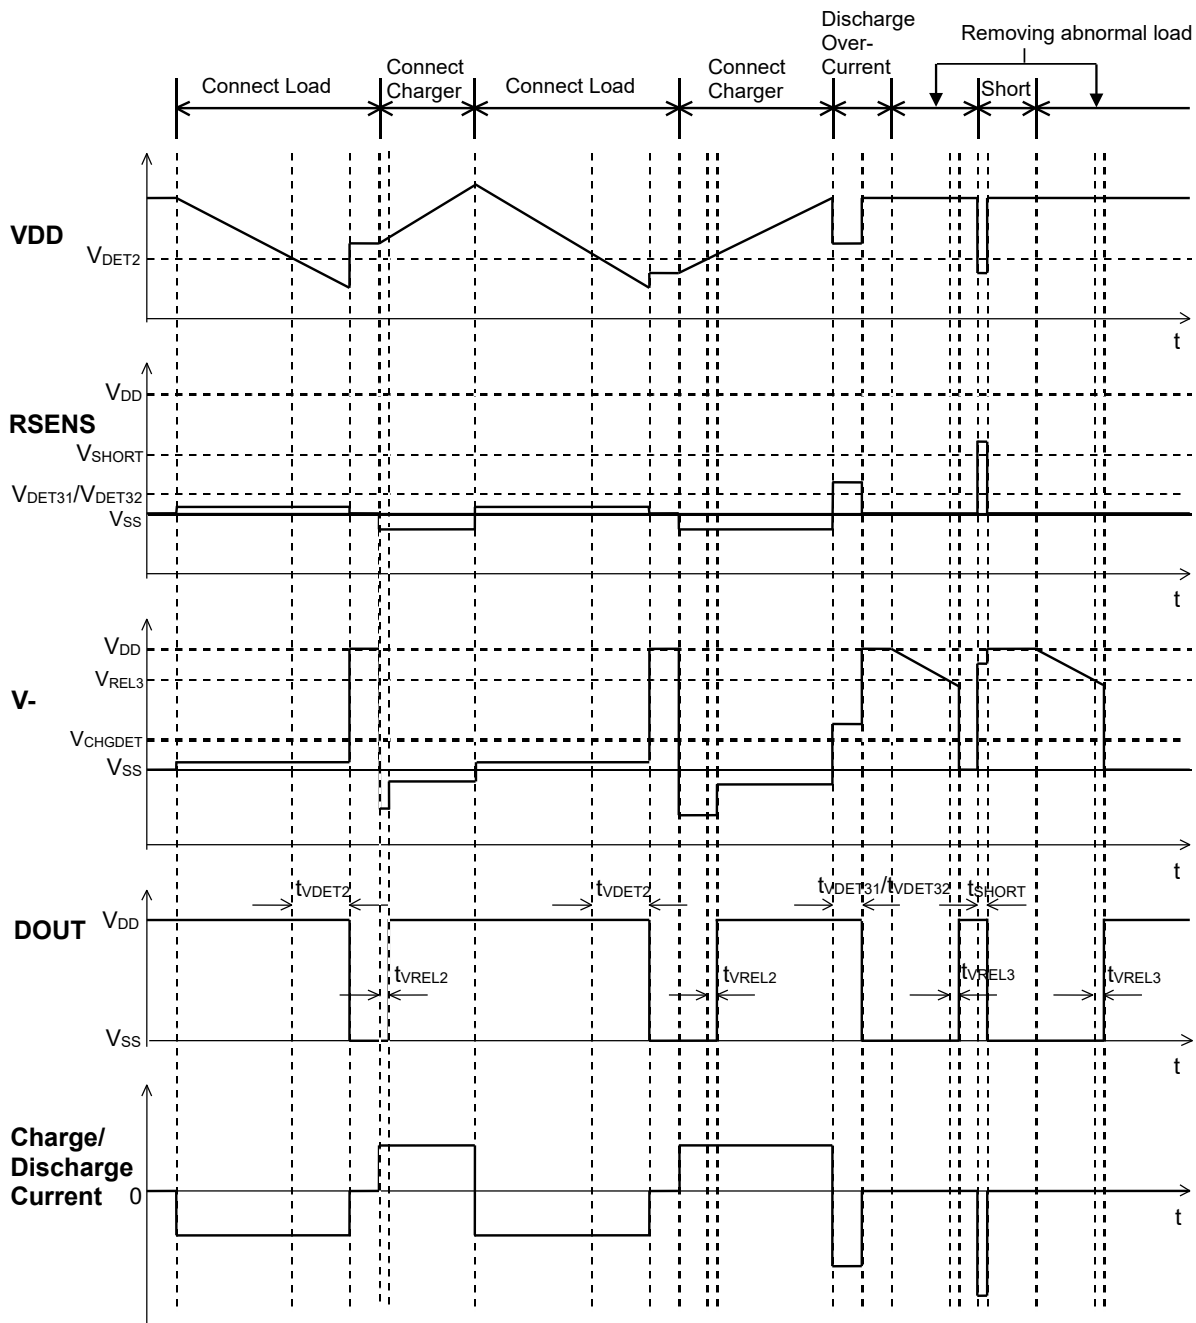 Discharge
Over-
Current
Removing abnormal load
Connect Load
Connect
Charger
Connect Load
Connect
Charger
Short
VDD
VDET2
t
VDD
RSENS
VSHORT
VDET31/VDET32
VSS
t
VDD
VREL3
V-
VCHGDET
VSS
t
tVDET2
tVDET2
tVDET31/tVDET32
tSHORT
VDD
DOUT
tVREL2
tVREL2
tVREL3
tVREL3
VSS
t
Charge/
Discharge
Current
0
t